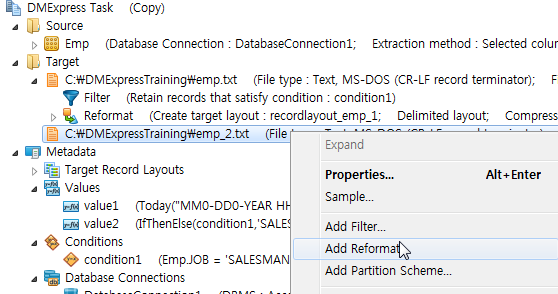 DMExpress Task    (Copy)
Source
Emp    (Database Connection : DatabaseConnection1;    Extraction method : Selected colum
Target
C:₩DMExpressTraining₩emp.txt    (File type : Text, MS-DOS (CR-LF record terminator);    F
Filter    (Retain records that satisfy condition : condition1)
Reformat    (Create target layout : recordlayout_emp_1;    Delimited layout;    Compress
C:₩DMExpressTraining₩emp_2.txt    (File
Expand
Metadata
Target Record Layouts
Properties...    Alt+Enter
Values
Sample...
value1    (Today("MM0-DD0-YEAR HH
value2    (IfThenElse(condition1,'SALES
Add Filter...
Conditions
Add Reformat
condition1    (Emp.JOB = 'SALESMAN
Add Partition Scheme...
Database Connections